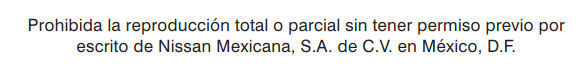 Prohibida la reproducción total o parcial sin tener permiso previo por
escrito de Nissan Mexicana, S.A. de C.V. en México, D.F.